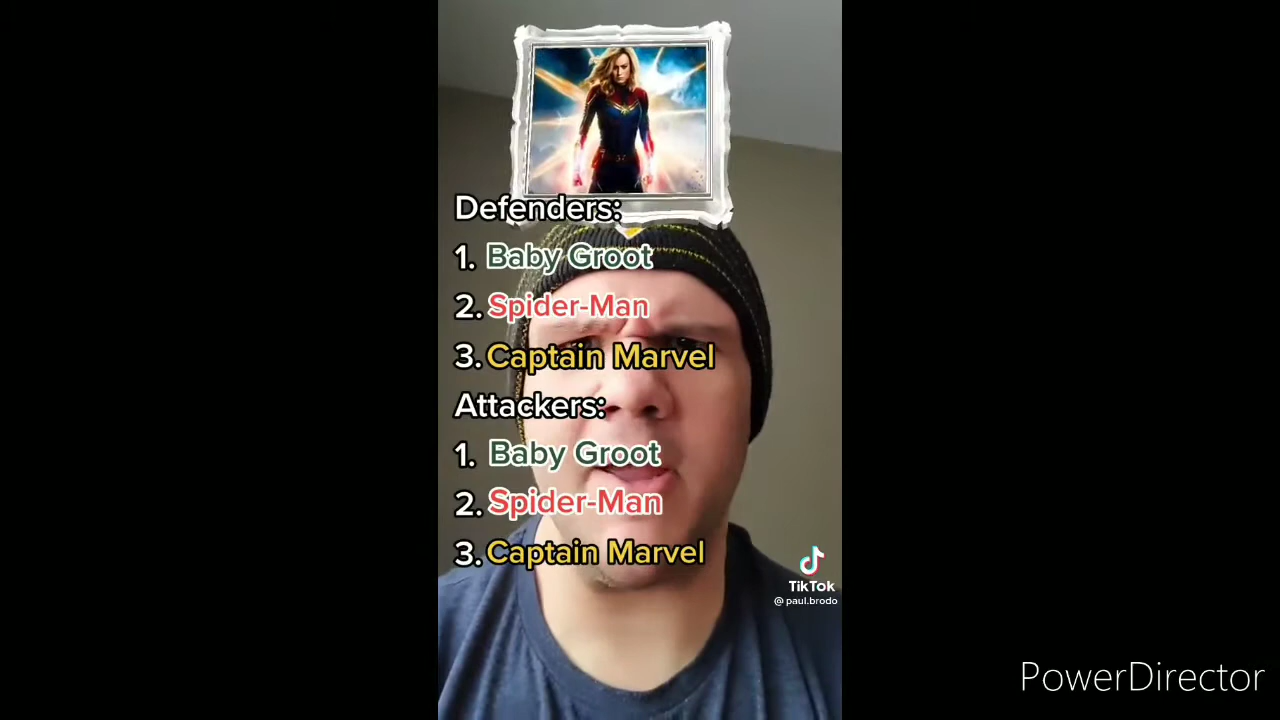 Defenders:
1. Baby Groot
2. Spider-Man
3. Captain Marvel
Attackers:
1. Baby Groot
2. Spider-Man
3. Captain Marvel
TikTok
@ paul.brodo
PowerDirector